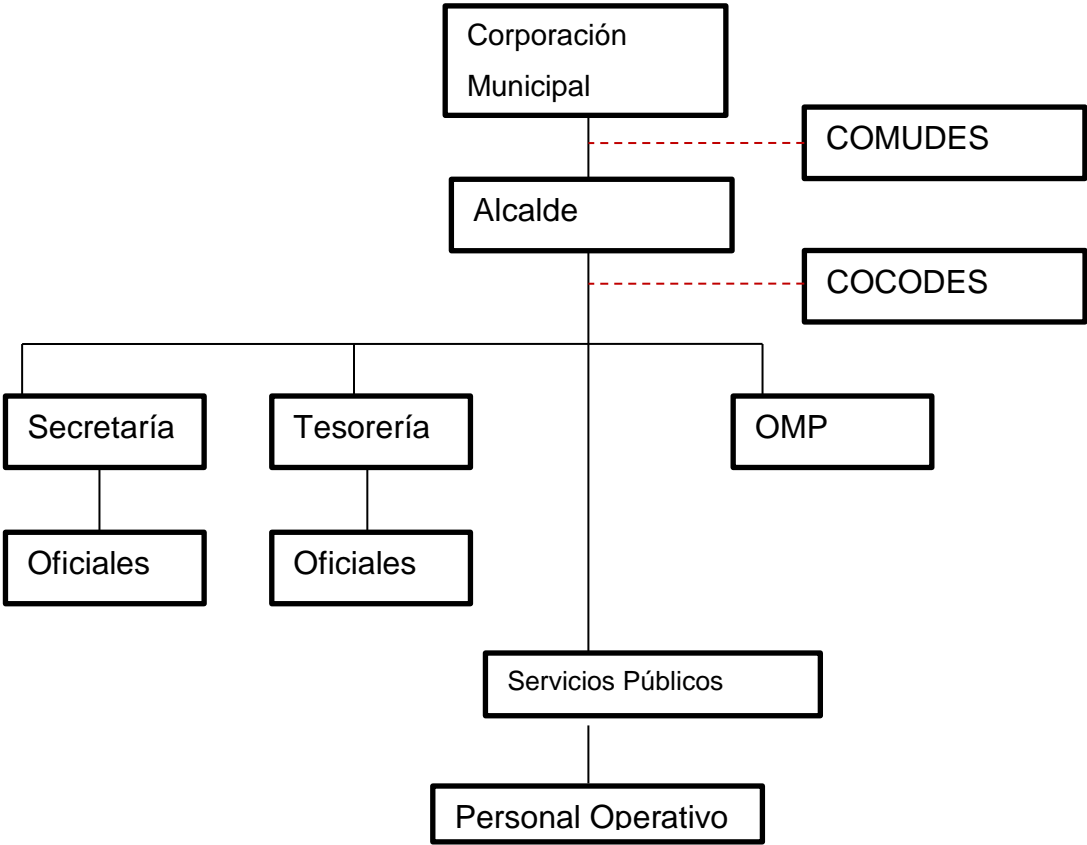 Corporación
Municipal
COMUDES
Alcalde
COCODES
Secretaría
Tesorería
OMP
Oficiales
Oficiales
Servicios Públicos
Personal Operativo